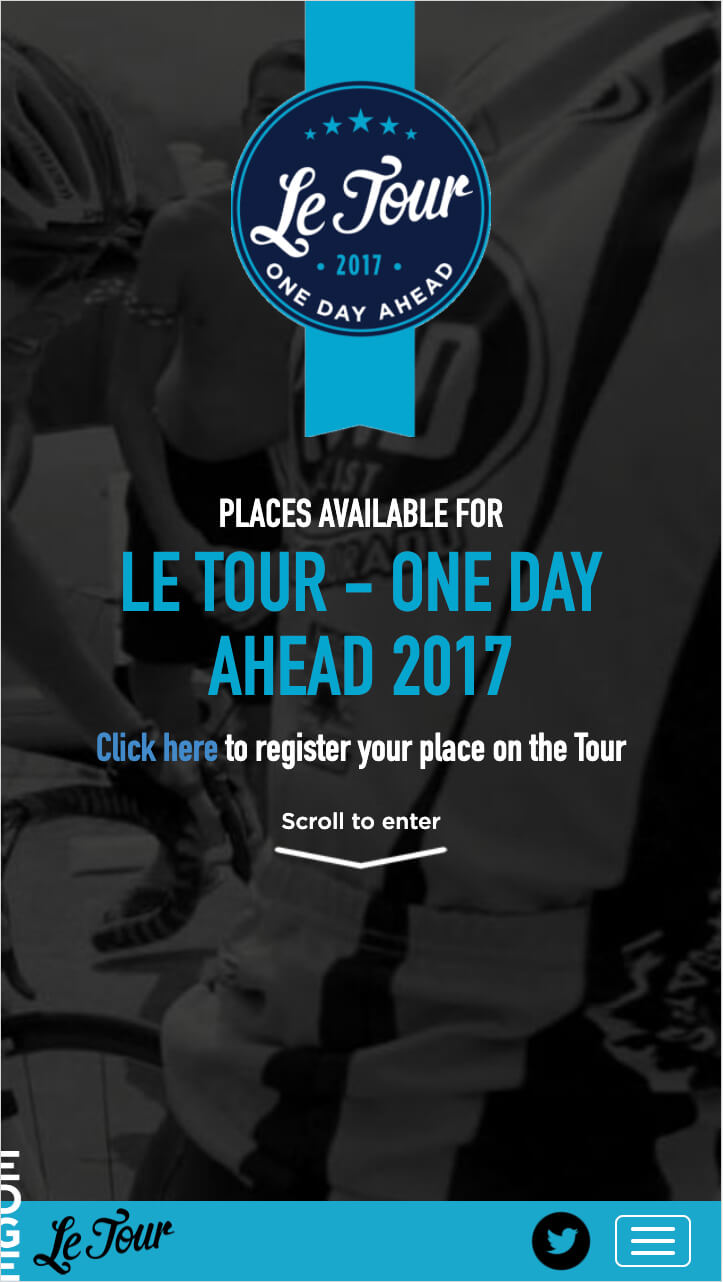 Le Tour
· 2017 ·
ONE DAY AHEAD
PLACES AVAILABLE FOR
LE TOUR - ONE DAY
AHEAD 2017
Click here to register your place on the Tour
Scroll to enter
Le Tour